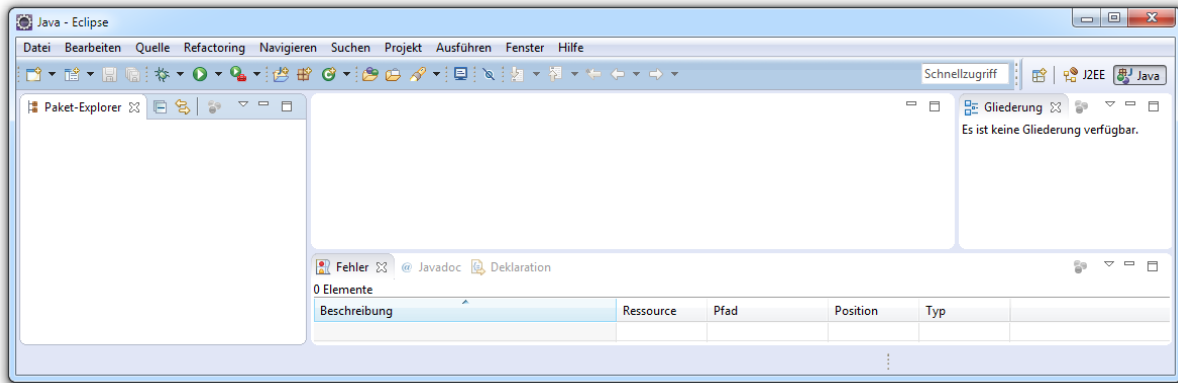 Java - Eclipse
Datei Bearbeiten Quelle Refactoring Navigieren Suchen Projekt Ausführen Fenster Hilfe
Schnellzugriff J2EE Java
Paket-Explorer
Gliederung
Es ist keine Gliederung verfügbar.
Fehler @ Javadoc Deklaration
0 Elemente
Beschreibung Ressource Pfad Position Typ